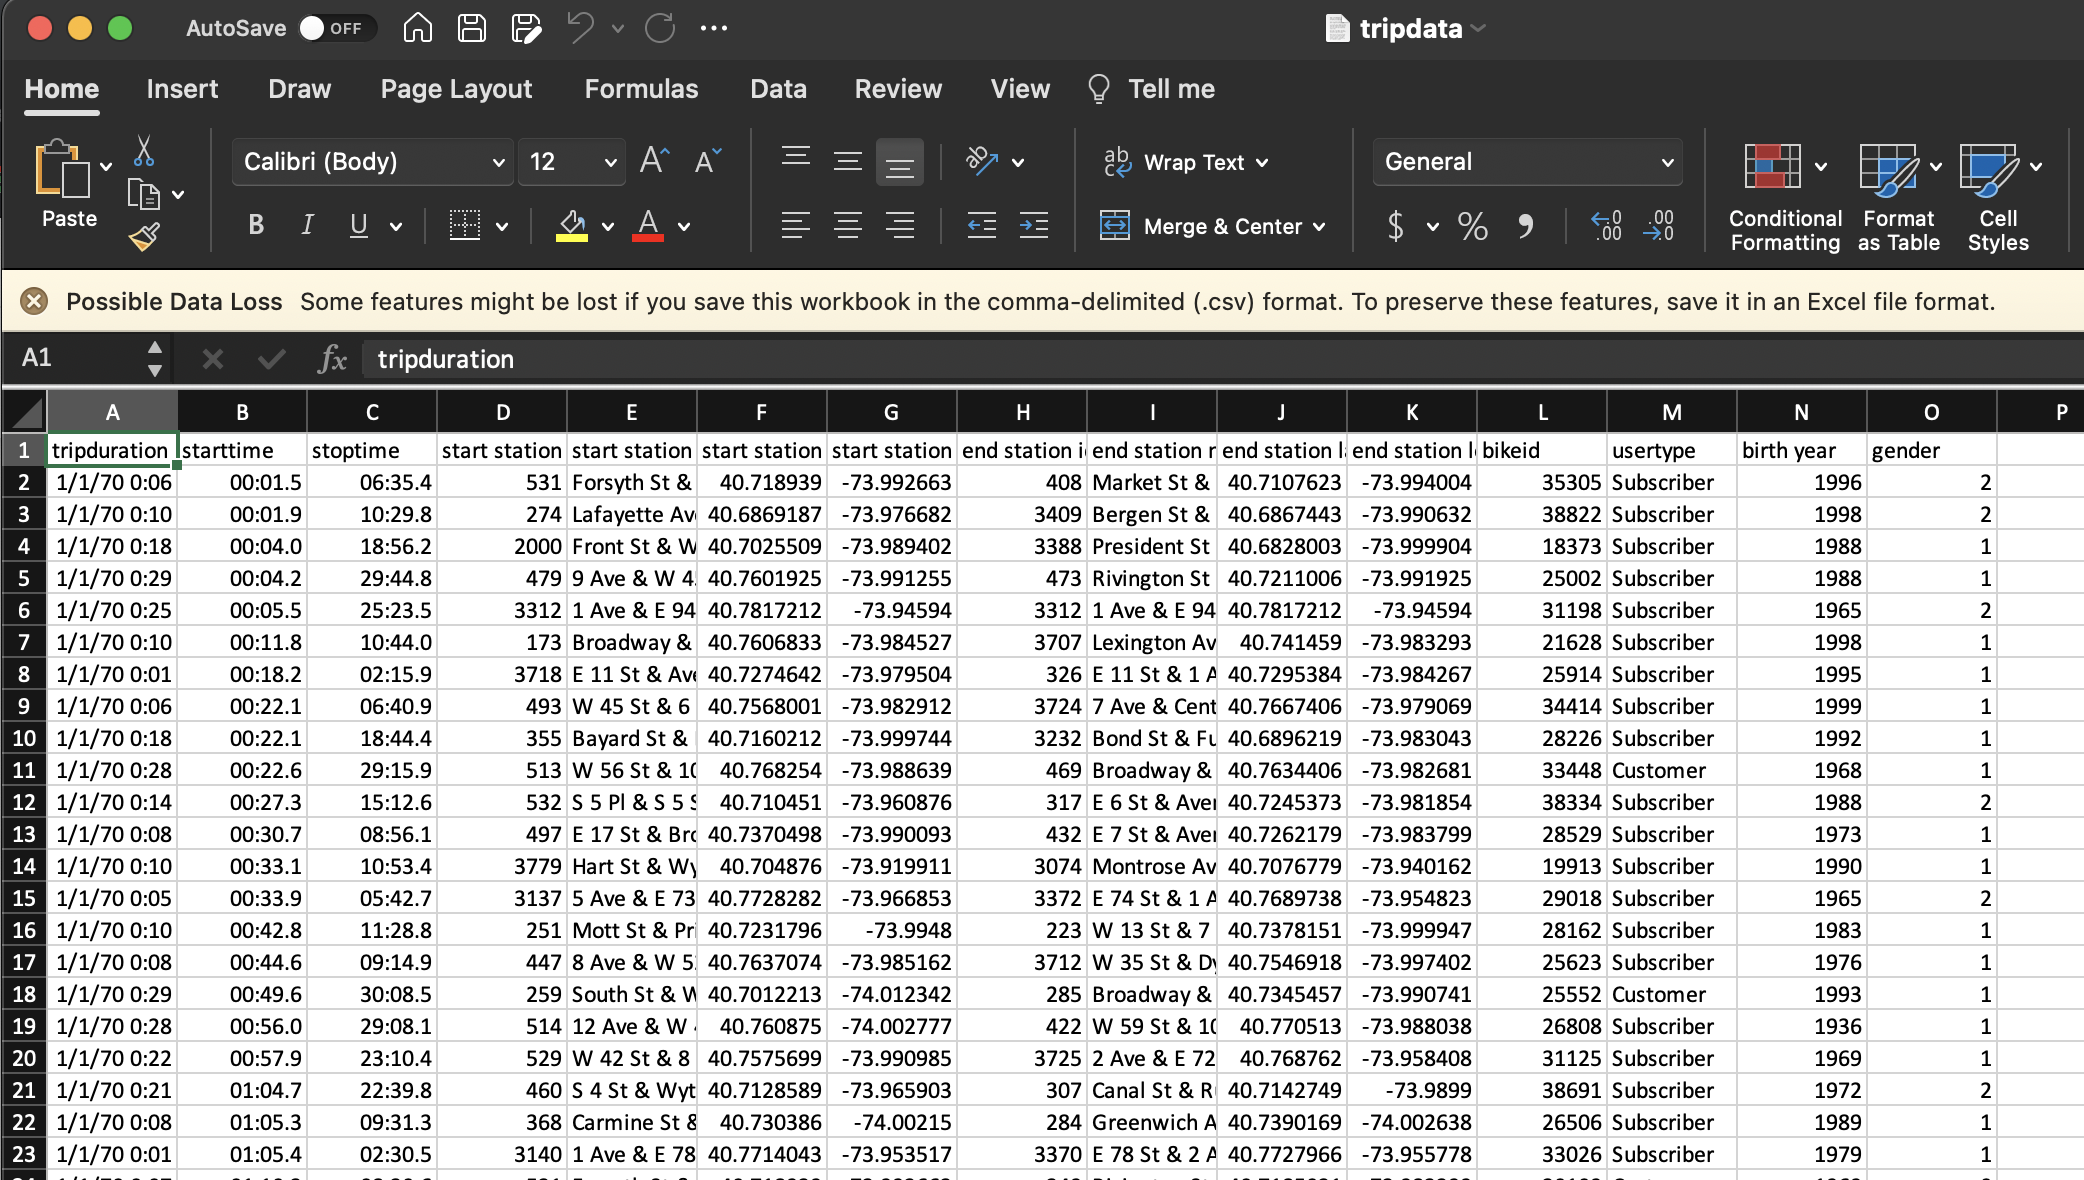 AutoSave OFF tripdata
Home Insert Draw Page Layout Formulas Data Review View Tell me
Paste Calibri (Body) 12 Wrap Text General Conditional Formatting Format as Table Cell Styles
B I U Merge & Center $ %
Possible Data Loss Some features might be lost if you save this workbook in the comma-delimited (.csv) format. To preserve these features, save it in an Excel file format.
A1 fx tripduration
A B C D E F G H I J K L M N O P
1 tripduration starttime stoptime start station start station start station start station end station i end station end station l end station l bikeid usertype birth year gender
2 1/1/70 0:06 00:01.5 06:35.4 531 Forsyth St & 40.718939 -73.992663 408 Market St & 40.7107623 -73.994004 35305 Subscriber 1996 2
3 1/1/70 0:10 00:01.9 10:29.8 274 Lafayette Av 40.6869187 -73.976682 3409 Bergen St & 40.6867443 -73.990632 38822 Subscriber 1998 2
4 1/1/70 0:18 00:04.0 18:56.2 2000 Front St & W 40.7025509 -73.989402 3388 President St 40.6828003 -73.999904 18373 Subscriber 1988 1
5 1/1/70 0:29 00:04.2 29:44.8 479 9 Ave & W 4 40.7601925 -73.991255 473 Rivington St 40.7211006 -73.991925 25002 Subscriber 1988 1
6 1/1/70 0:25 00:05.5 25:23.5 3312 1 Ave & E 94 40.7817212 -73.94594 3312 1 Ave & E 94 40.7817212 -73.94594 31198 Subscriber 1965 2
7 1/1/70 0:10 00:11.8 10:44.0 173 Broadway & 40.7606833 -73.984527 3707 Lexington Av 40.741459 -73.983293 21628 Subscriber 1998 1
8 1/1/70 0:01 00:18.2 02:15.9 3718 E 11 St & Ave 40.7274642 -73.979504 326 E 11 St & 1 A 40.7295384 -73.984267 25914 Subscriber 1995 1
9 1/1/70 0:06 00:22.1 06:40.9 493 W 45 St & 6 40.7568001 -73.982912 3724 7 Ave & Cent 40.7667406 -73.979069 34414 Subscriber 1999 1
10 1/1/70 0:18 00:22.1 18:44.4 355 Bayard St & 40.7160212 -73.999744 3232 Bond St & Fu 40.6896219 -73.983043 28226 Subscriber 1992 1
11 1/1/70 0:28 00:22.6 29:15.9 513 W 56 St & 10 40.768254 -73.988639 469 Broadway & 40.7634406 -73.982681 33448 Customer 1968 1
12 1/1/70 0:14 00:27.3 15:12.6 532 S 5 Pl & S 5 S 40.710451 -73.960876 317 E 6 St & Aven 40.7245373 -73.981854 38334 Subscriber 1988 2
13 1/1/70 0:08 00:30.7 08:56.1 497 E 17 St & Bro 40.7370498 -73.990093 432 E 7 St & Aven 40.7262179 -73.983799 28529 Subscriber 1973 1
14 1/1/70 0:10 00:33.1 10:53.4 3779 Hart St & Wy 40.704876 -73.919911 3074 Montrose Av 40.7076779 -73.940162 19913 Subscriber 1990 1
15 1/1/70 0:05 00:33.9 05:42.7 3137 5 Ave & E 73 40.7728282 -73.966853 3372 E 74 St & 1 A 40.7689738 -73.954823 29018 Subscriber 1965 2
16 1/1/70 0:10 00:42.8 11:28.8 251 Mott St & Pri 40.7231796 -73.9948 223 W 13 St & 7 40.7378151 -73.999947 28162 Subscriber 1983 1
17 1/1/70 0:08 00:44.6 09:14.9 447 8 Ave & W 5 40.7637074 -73.985162 3712 W 35 St & Dy 40.7546918 -73.997402 25623 Subscriber 1976 1
18 1/1/70 0:29 00:49.6 30:08.5 259 South St & W 40.7012213 -74.012342 285 Broadway & 40.7345457 -73.990741 25552 Customer 1993 1
19 1/1/70 0:28 00:56.0 29:08.1 514 12 Ave & W 40.760875 -74.002777 422 W 59 St & 10 40.770513 -73.988038 26808 Subscriber 1936 1
20 1/1/70 0:22 00:57.9 23:10.4 529 W 42 St & 8 40.7575699 -73.990985 3725 2 Ave & E 72 40.768762 -73.958408 31125 Subscriber 1969 1
21 1/1/70 0:21 01:04.7 22:39.8 460 S 4 St & Wyt 40.7128589 -73.965903 307 Canal St & R 40.7142749 -73.9899 38691 Subscriber 1972 2
22 1/1/70 0:08 01:05.3 09:31.3 368 Carmine St & 40.730386 -74.00215 284 Greenwich A 40.7390169 -74.002638 26506 Subscriber 1989 1
23 1/1/70 0:01 01:05.4 02:30.5 3140 1 Ave & E 78 40.7714043 -73.953517 3370 E 78 St & 2 A 40.7727966 -73.955778 33026 Subscriber 1979 1